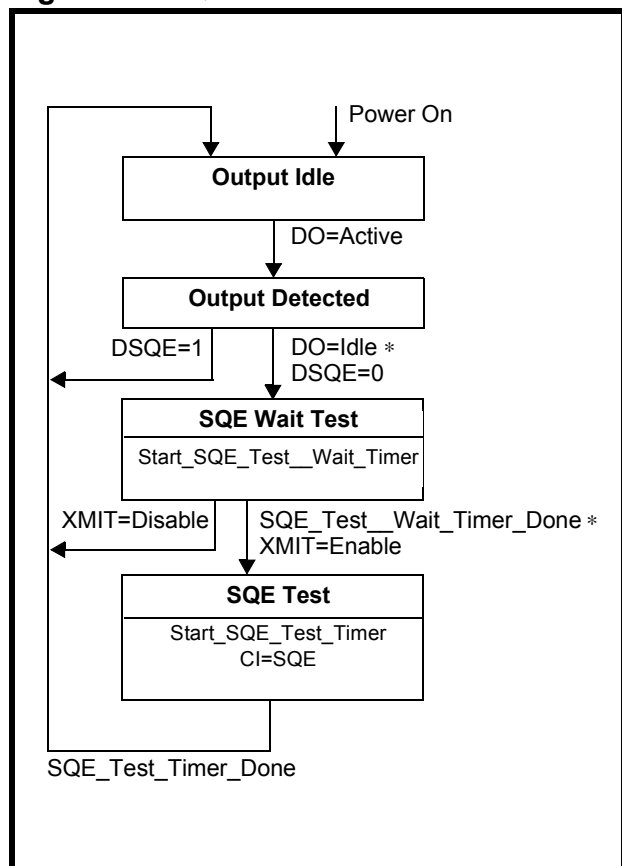 Power On
Output Idle
DO=Active
Output Detected
DSQE=1
DO=Idle *
DSQE=0
SQE Wait Test
Start_SQE_Test__Wait_Timer
XMIT=Disable
SQE_Test__Wait_Timer_Done *
XMIT=Enable
SQE Test
Start_SQE_Test_Timer
CI=SQE
SQE_Test_Timer_Done